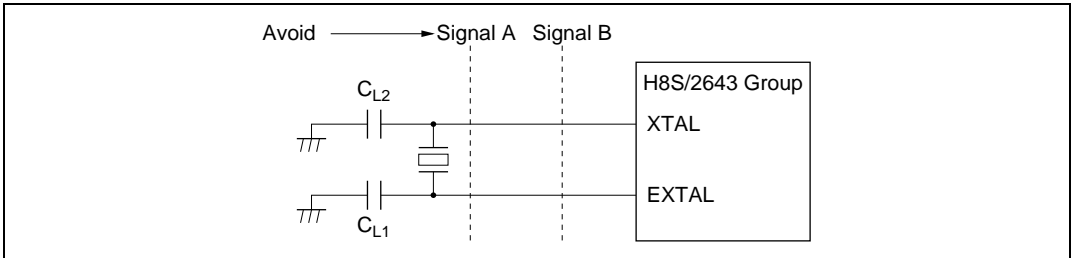 Avoid Signal A Signal B
H8S/2643 Group
CL2
XTAL
EXTAL
CL1